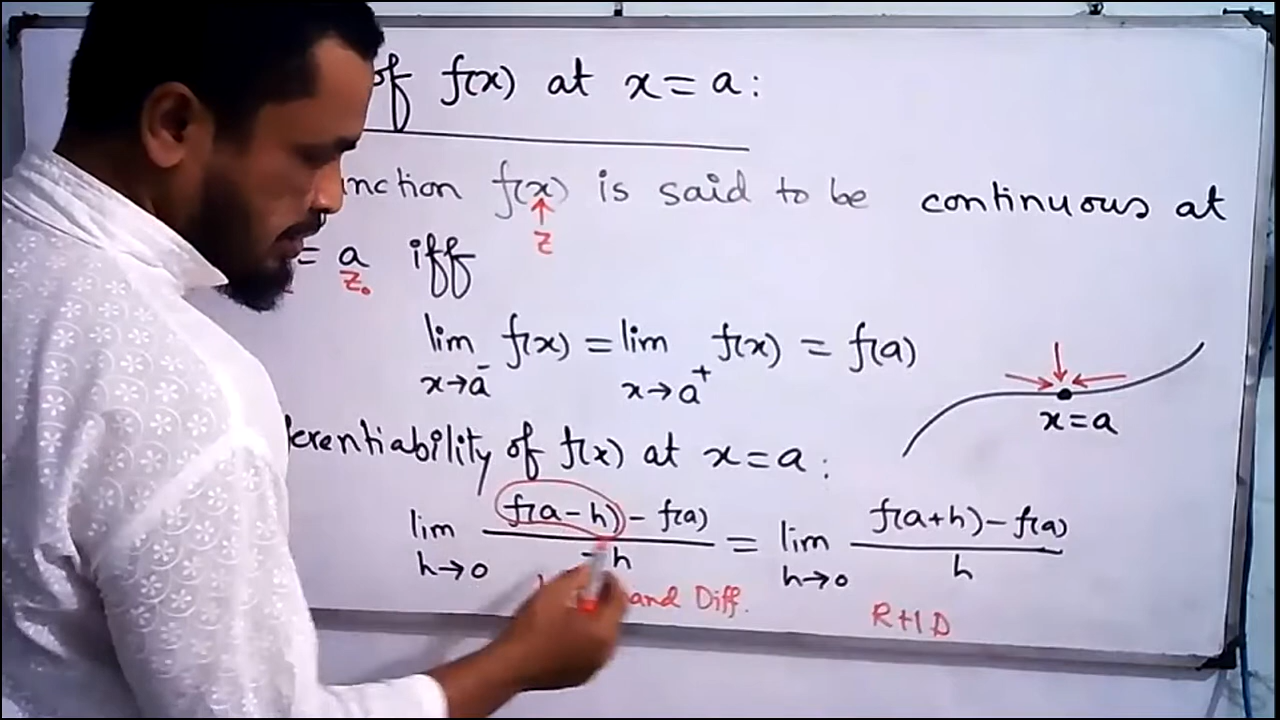 of f(x) at x = a :
nction f(x) is said to be continuous at
z
= a iff
z₀
lim x→a⁻ f(x) = lim x→a⁺ f(x) = f(a)
x = a
erentiability of f(x) at x = a :
lim h→0 f(a-h) - f(a) / -h = lim h→0 f(a+h) - f(a) / h
and Diff.
R H D